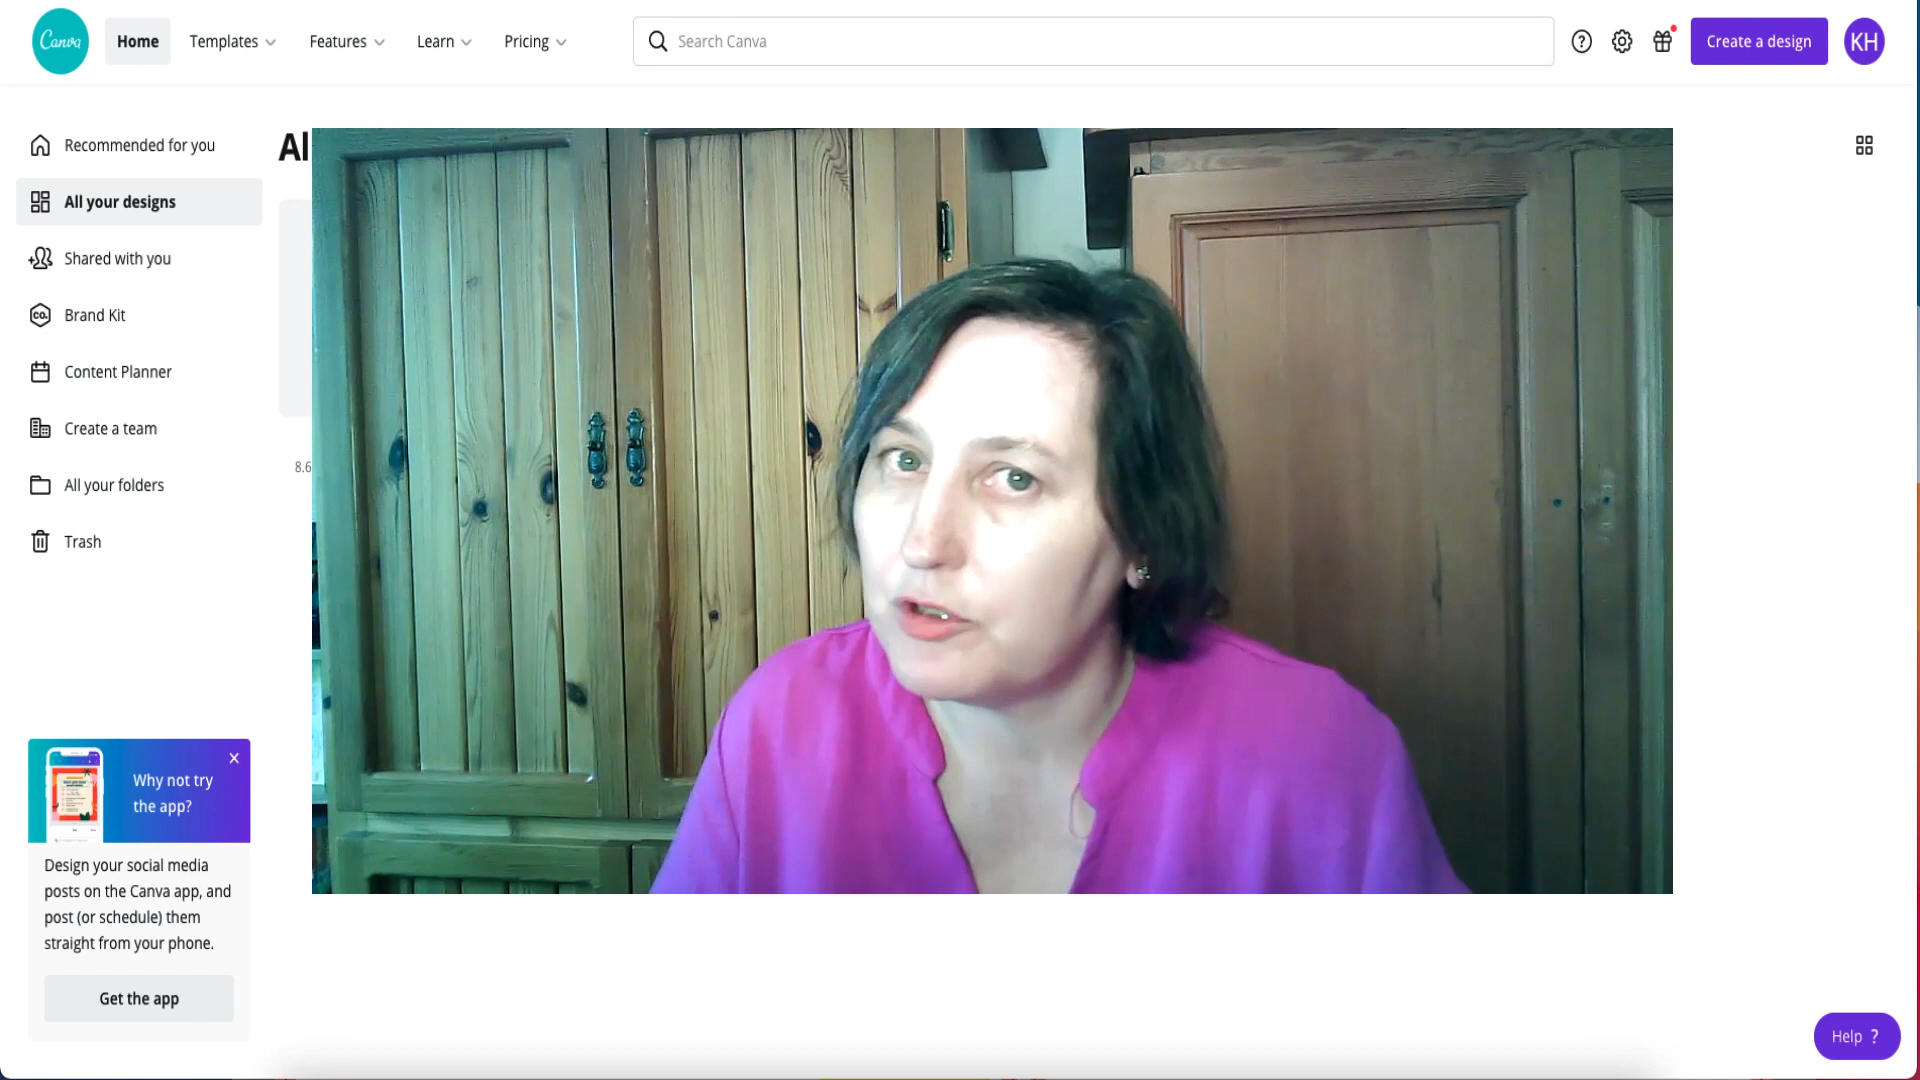 Canva
Home
Templates
Features
Learn
Pricing
Search Canva
Create a design
KH
Recommended for you
All your designs
Shared with you
Brand Kit
Content Planner
Create a team
All your folders
Trash
Al
8.6
Why not try
the app?
Design your social media
posts on the Canva app, and
post (or schedule) them
straight from your phone.
Get the app
Help ?